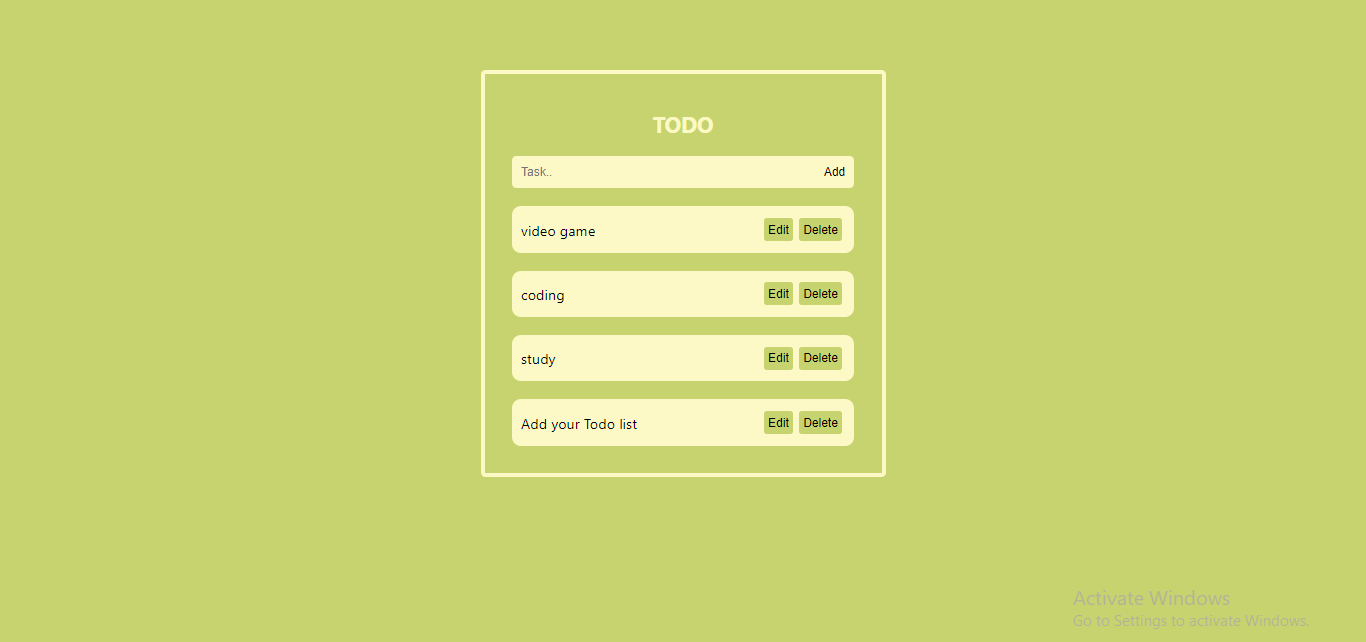 TODO
Task.. Add
video game Edit Delete
coding Edit Delete
study Edit Delete
Add your Todo list Edit Delete
Activate Windows
Go to Settings to activate Windows.